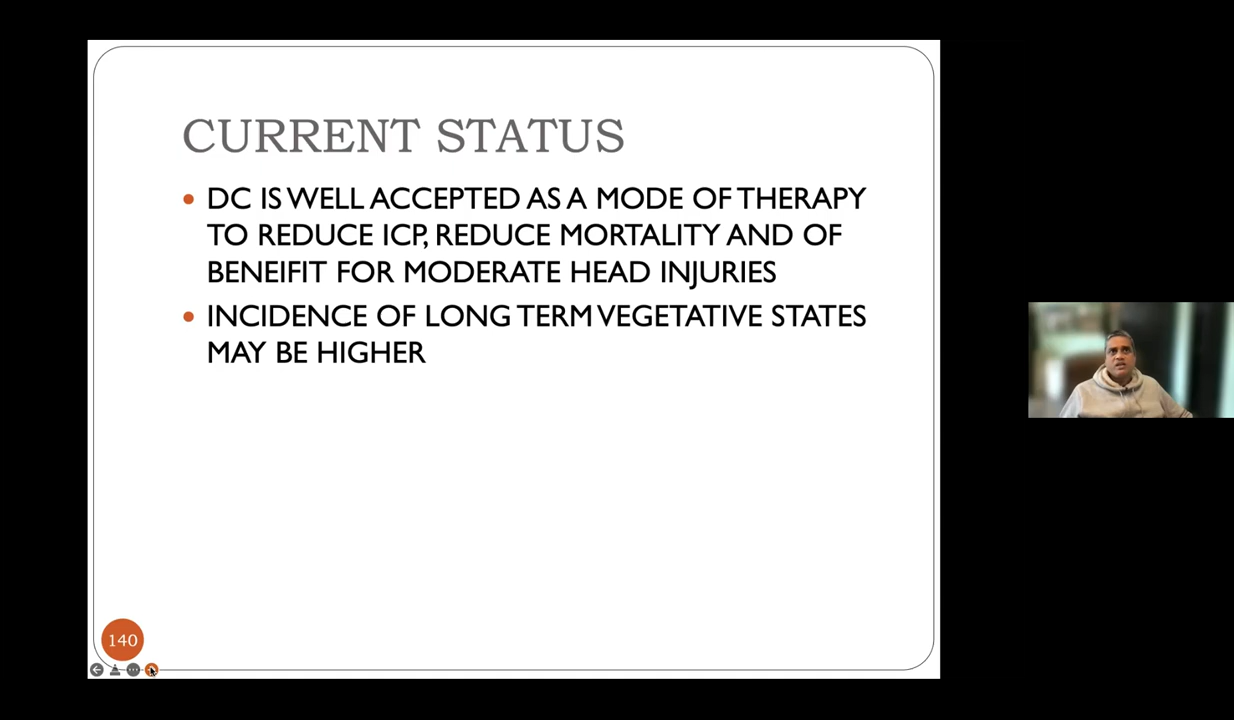 CURRENT STATUS
DC IS WELL ACCEPTED AS A MODE OF THERAPY
TO REDUCE ICP, REDUCE MORTALITY AND OF
BENEIFIT FOR MODERATE HEAD INJURIES
INCIDENCE OF LONG TERM VEGETATIVE STATES
MAY BE HIGHER
140